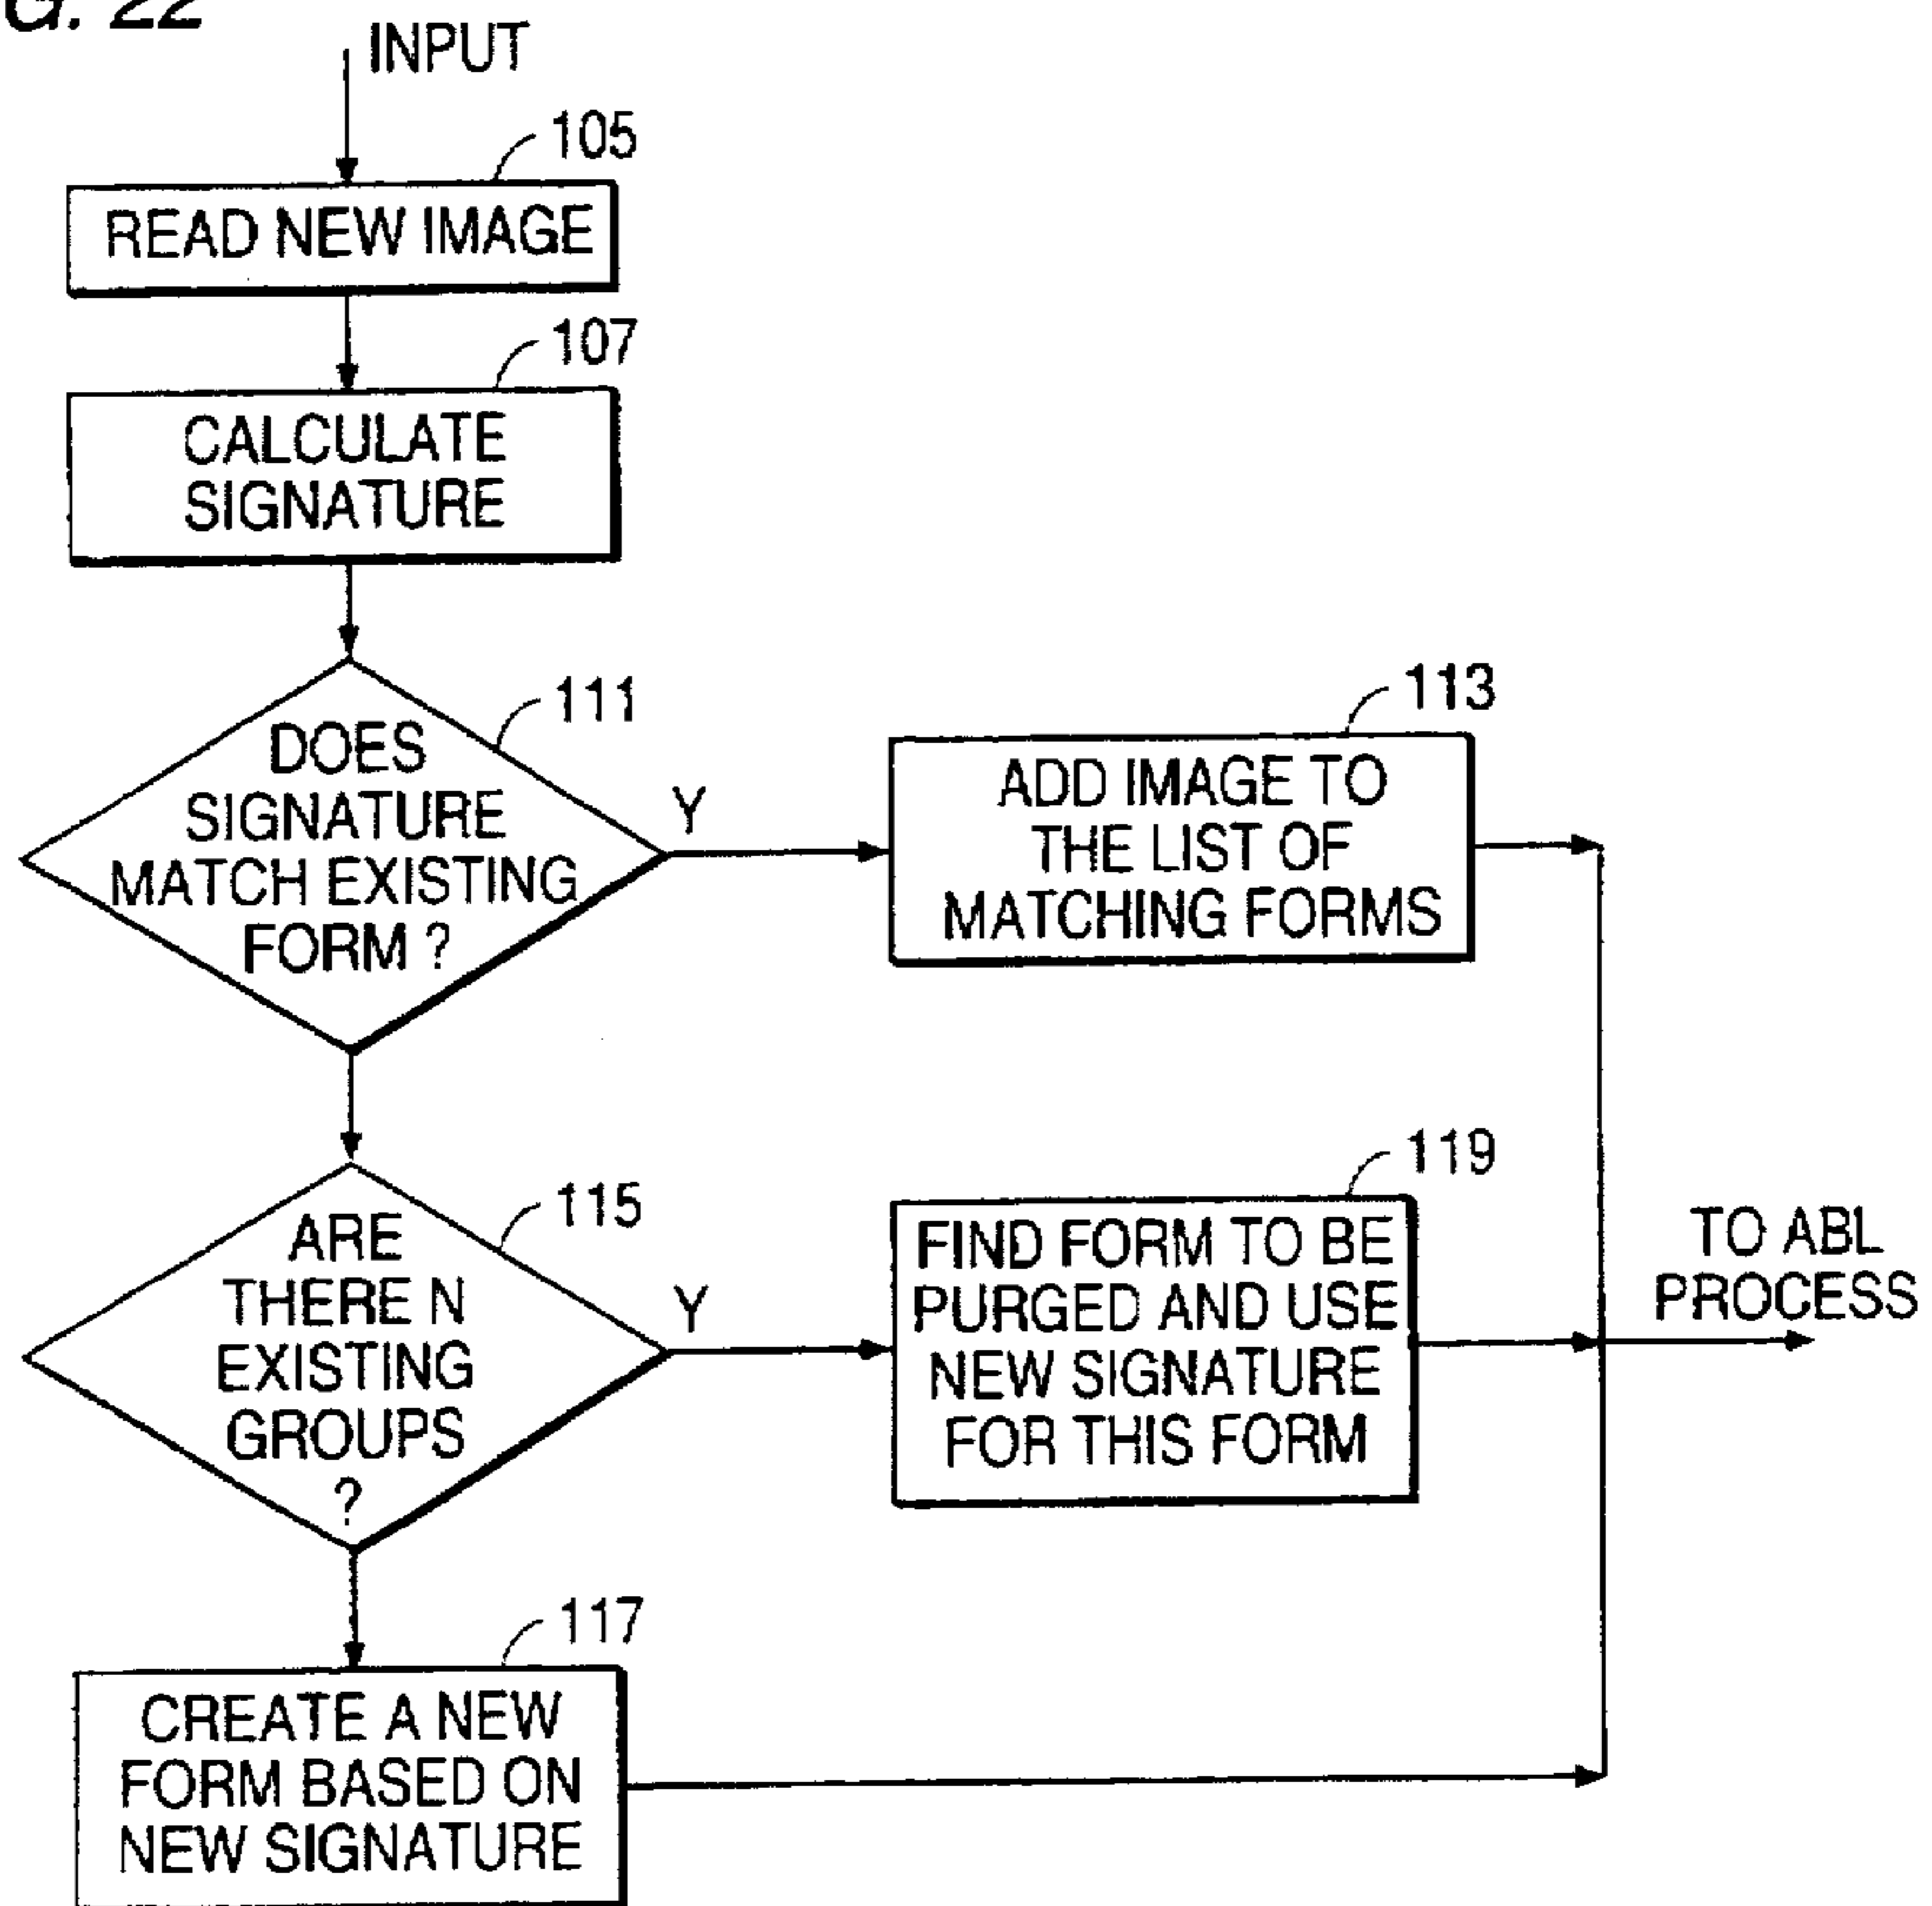 G. 22
INPUT
105
READ NEW IMAGE
107
CALCULATE
SIGNATURE
111
DOES
SIGNATURE
MATCH EXISTING
FORM ?
Y
113
ADD IMAGE TO
THE LIST OF
MATCHING FORMS
115
ARE
THERE N
EXISTING
GROUPS
?
Y
119
FIND FORM TO BE
PURGED AND USE
NEW SIGNATURE
FOR THIS FORM
TO ABL
PROCESS
117
CREATE A NEW
FORM BASED ON
NEW SIGNATURE